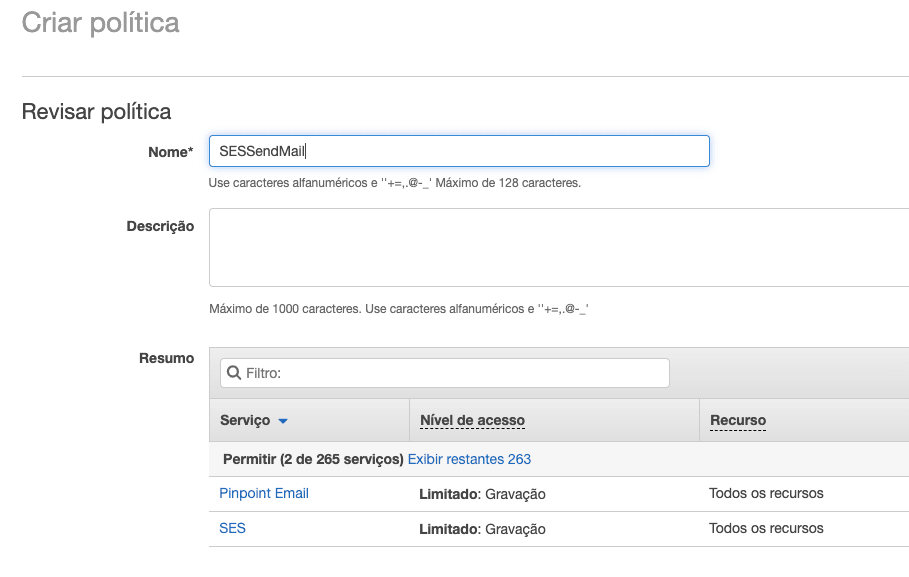 Criar política
Revisar política
Nome*
SESSendMail
Use caracteres alfanuméricos e ''+=,.@-_' Máximo de 128 caracteres.
Descrição
Máximo de 1000 caracteres. Use caracteres alfanuméricos e ''+=,.@-_'
Resumo
Filtro:
Serviço Nível de acesso Recurso
Permitir (2 de 265 serviços) Exibir restantes 263
Pinpoint Email Limitado: Gravação Todos os recursos
SES Limitado: Gravação Todos os recursos